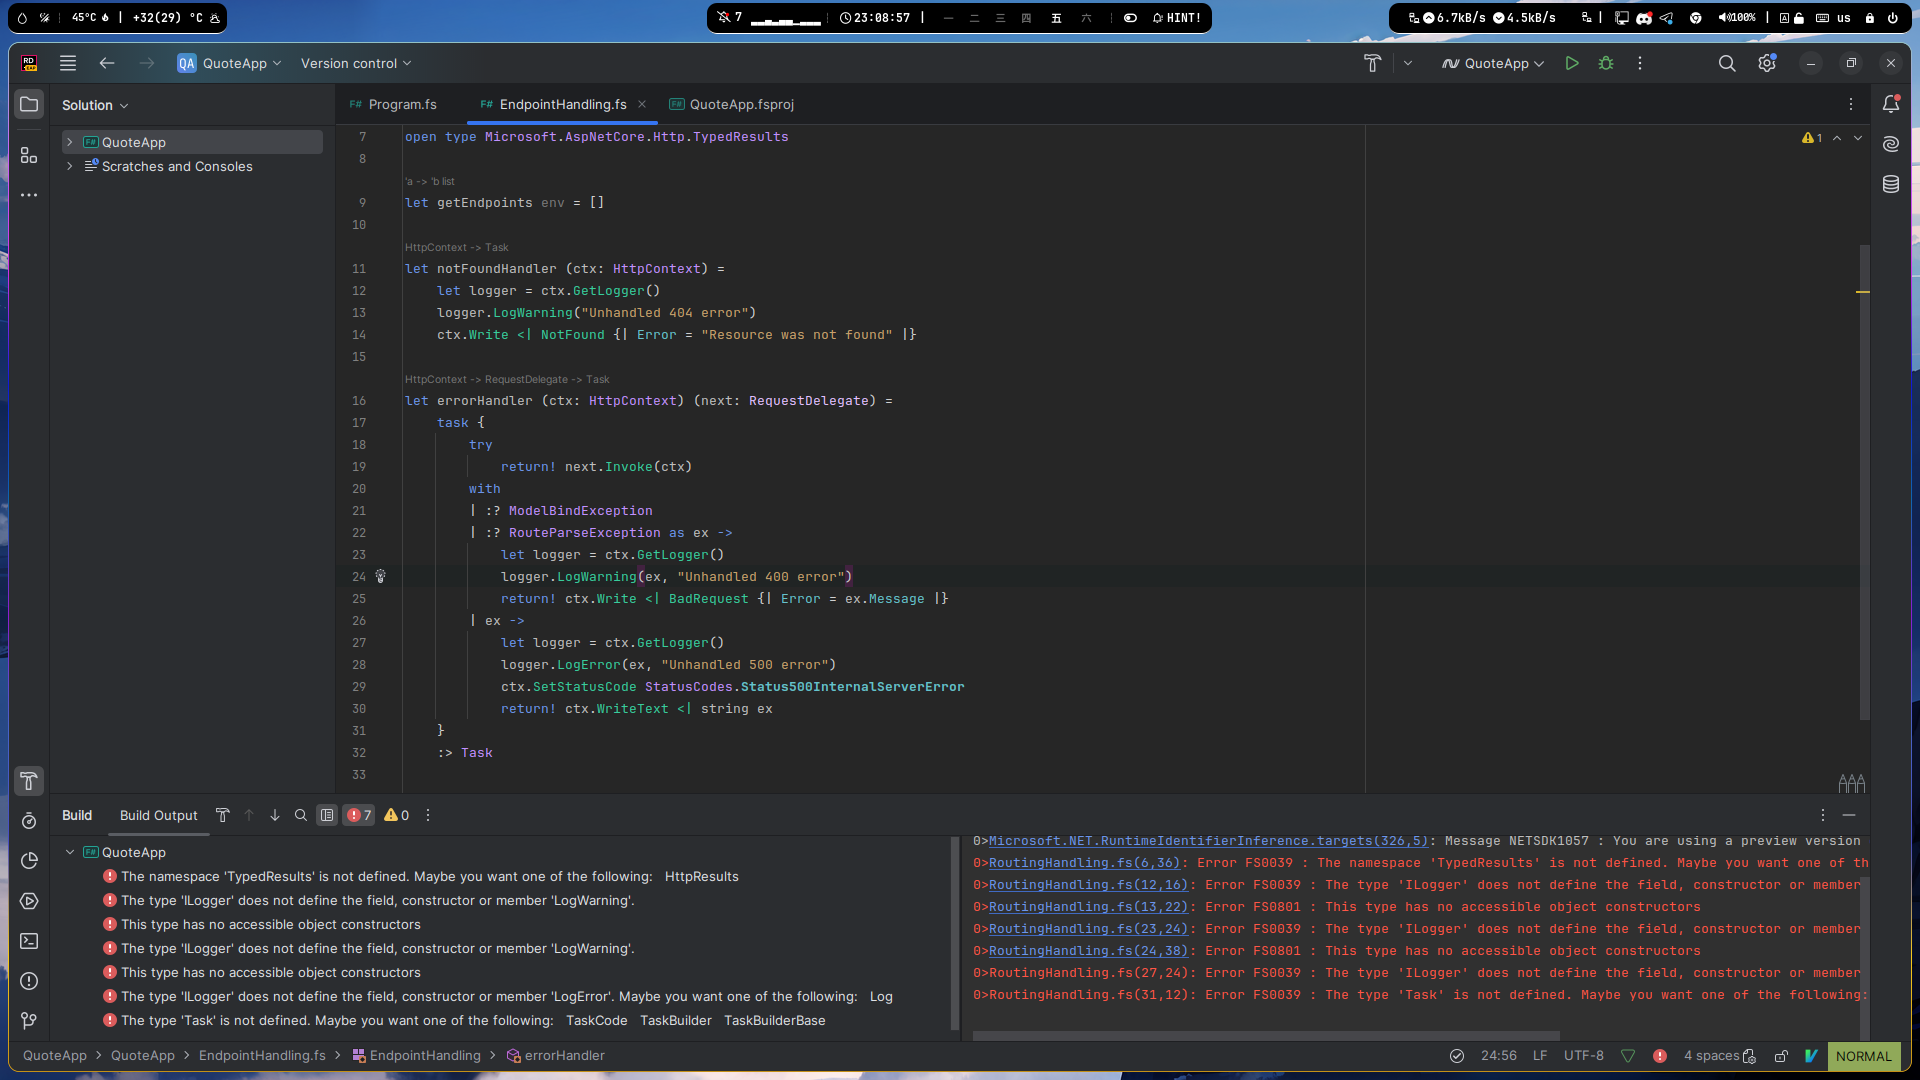 45°C
+32(29) °C
7
23:08:57
一 二 三 四 五 六
HINT!
6.7kB/s 4.5kB/s
100%
us
RD
QA QuoteApp
Version control
QuoteApp
Solution
F# Program.fs
F# EndpointHandling.fs
F# QuoteApp.fsproj
F# QuoteApp
Scratches and Consoles
1
7 open type Microsoft.AspNetCore.Http.TypedResults
8
'a -> 'b list
9 let getEndpoints env = []
10
HttpContext -> Task
11 let notFoundHandler (ctx: HttpContext) =
12 let logger = ctx.GetLogger()
13 logger.LogWarning("Unhandled 404 error")
14 ctx.Write <| NotFound {| Error = "Resource was not found" |}
15
HttpContext -> RequestDelegate -> Task
16 let errorHandler (ctx: HttpContext) (next: RequestDelegate) =
17 task {
18 try
19 return! next.Invoke(ctx)
20 with
21 | :? ModelBindException
22 | :? RouteParseException as ex ->
23 let logger = ctx.GetLogger()
24 logger.LogWarning(ex, "Unhandled 400 error")
25 return! ctx.Write <| BadRequest {| Error = ex.Message |}
26 | ex ->
27 let logger = ctx.GetLogger()
28 logger.LogError(ex, "Unhandled 500 error")
29 ctx.SetStatusCode StatusCodes.Status500InternalServerError
30 return! ctx.WriteText <| string ex
31 }
32 :> Task
33
Build
Build Output
7
0
F# QuoteApp
The namespace 'TypedResults' is not defined. Maybe you want one of the following: HttpResults
The type 'ILogger' does not define the field, constructor or member 'LogWarning'.
This type has no accessible object constructors
The type 'ILogger' does not define the field, constructor or member 'LogWarning'.
This type has no accessible object constructors
The type 'ILogger' does not define the field, constructor or member 'LogError'. Maybe you want one of the following: Log
The type 'Task' is not defined. Maybe you want one of the following: TaskCode TaskBuilder TaskBuilderBase
0>Microsoft.NET.RuntimeIdentifierInference.targets(326,5): Message NETSDK1057 : You are using a preview version
0>RoutingHandling.fs(6,36): Error FS0039 : The namespace 'TypedResults' is not defined. Maybe you want one of th
0>RoutingHandling.fs(12,16): Error FS0039 : The type 'ILogger' does not define the field, constructor or member
0>RoutingHandling.fs(13,22): Error FS0801 : This type has no accessible object constructors
0>RoutingHandling.fs(23,24): Error FS0039 : The type 'ILogger' does not define the field, constructor or member
0>RoutingHandling.fs(24,38): Error FS0801 : This type has no accessible object constructors
0>RoutingHandling.fs(27,24): Error FS0039 : The type 'ILogger' does not define the field, constructor or member
0>RoutingHandling.fs(31,12): Error FS0039 : The type 'Task' is not defined. Maybe you want one of the following:
QuoteApp > QuoteApp > EndpointHandling.fs > EndpointHandling > errorHandler
24:56 LF UTF-8 4 spaces NORMAL